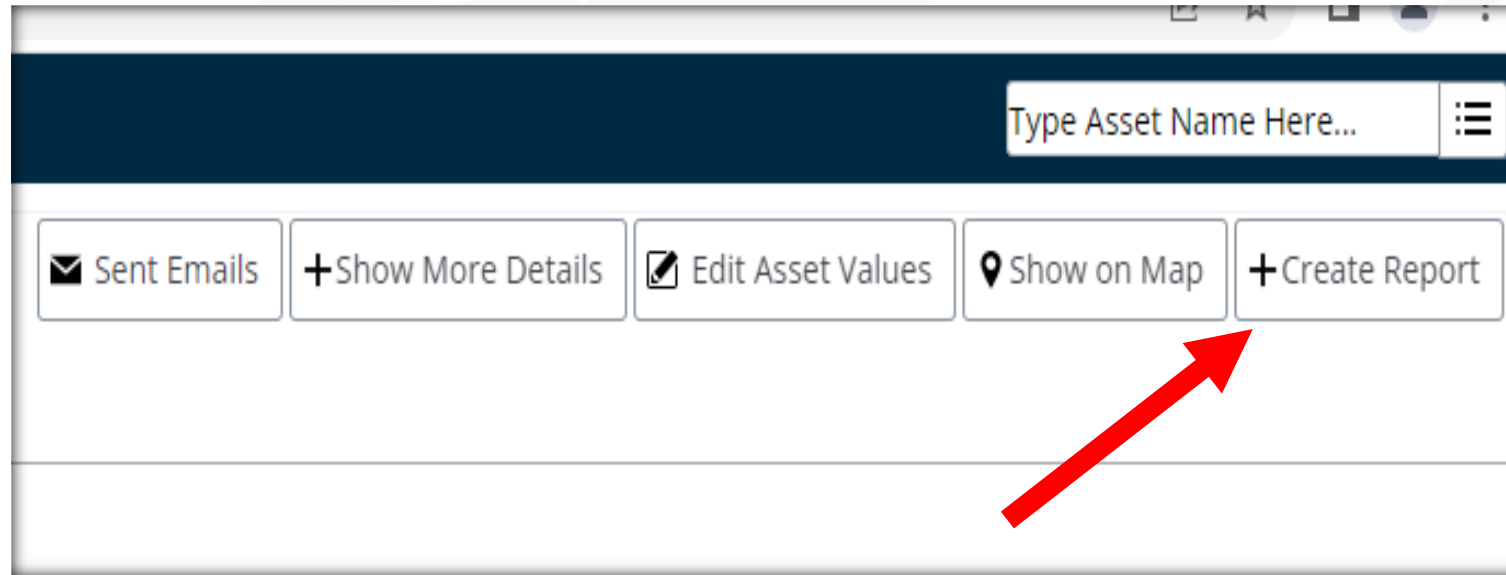 Type Asset Name Here...
Sent Emails +Show More Details Edit Asset Values Show on Map +Create Report